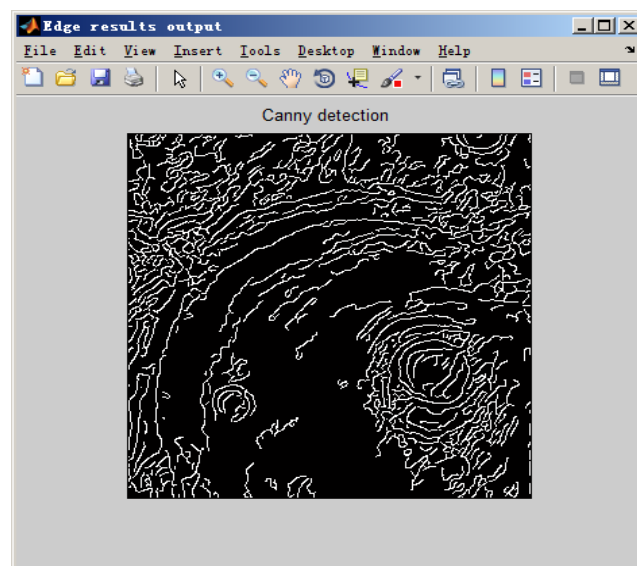 Edge results output
File Edit View Insert Tools Desktop Window Help
Canny detection